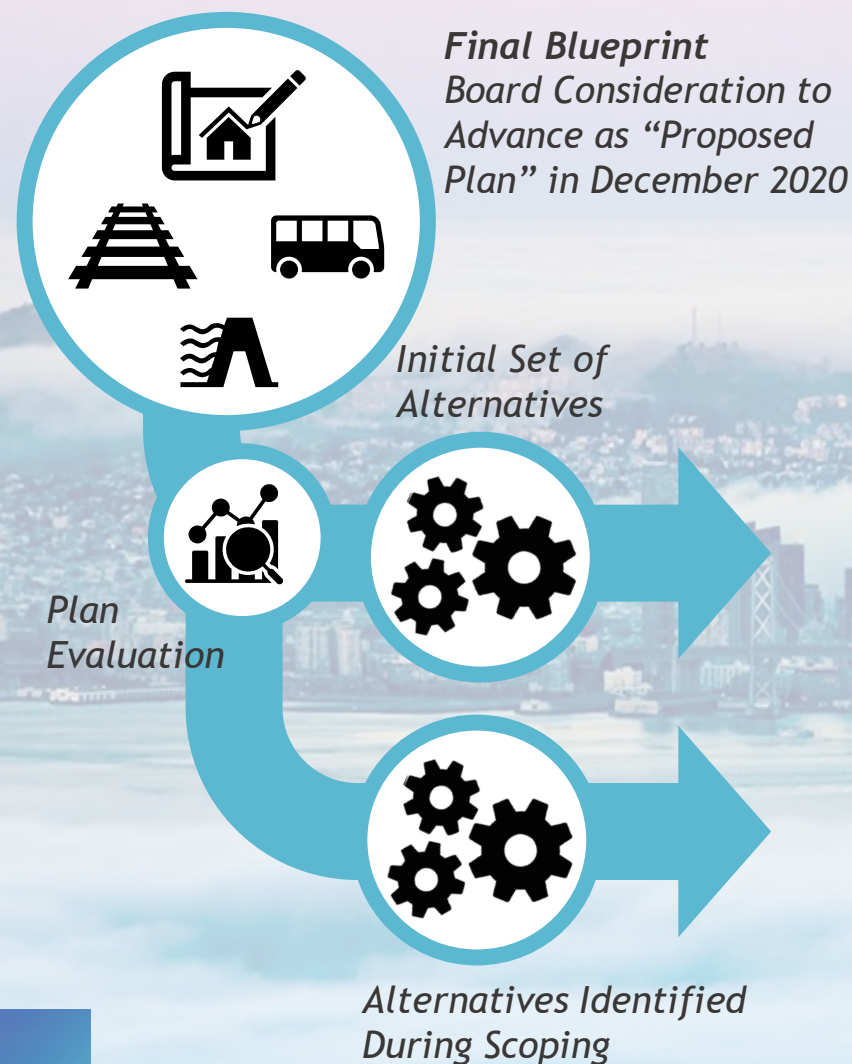 Final Blueprint
Board Consideration to
Advance as “Proposed
Plan” in December 2020
Initial Set of
Alternatives
Plan
Evaluation
Alternatives Identified
During Scoping